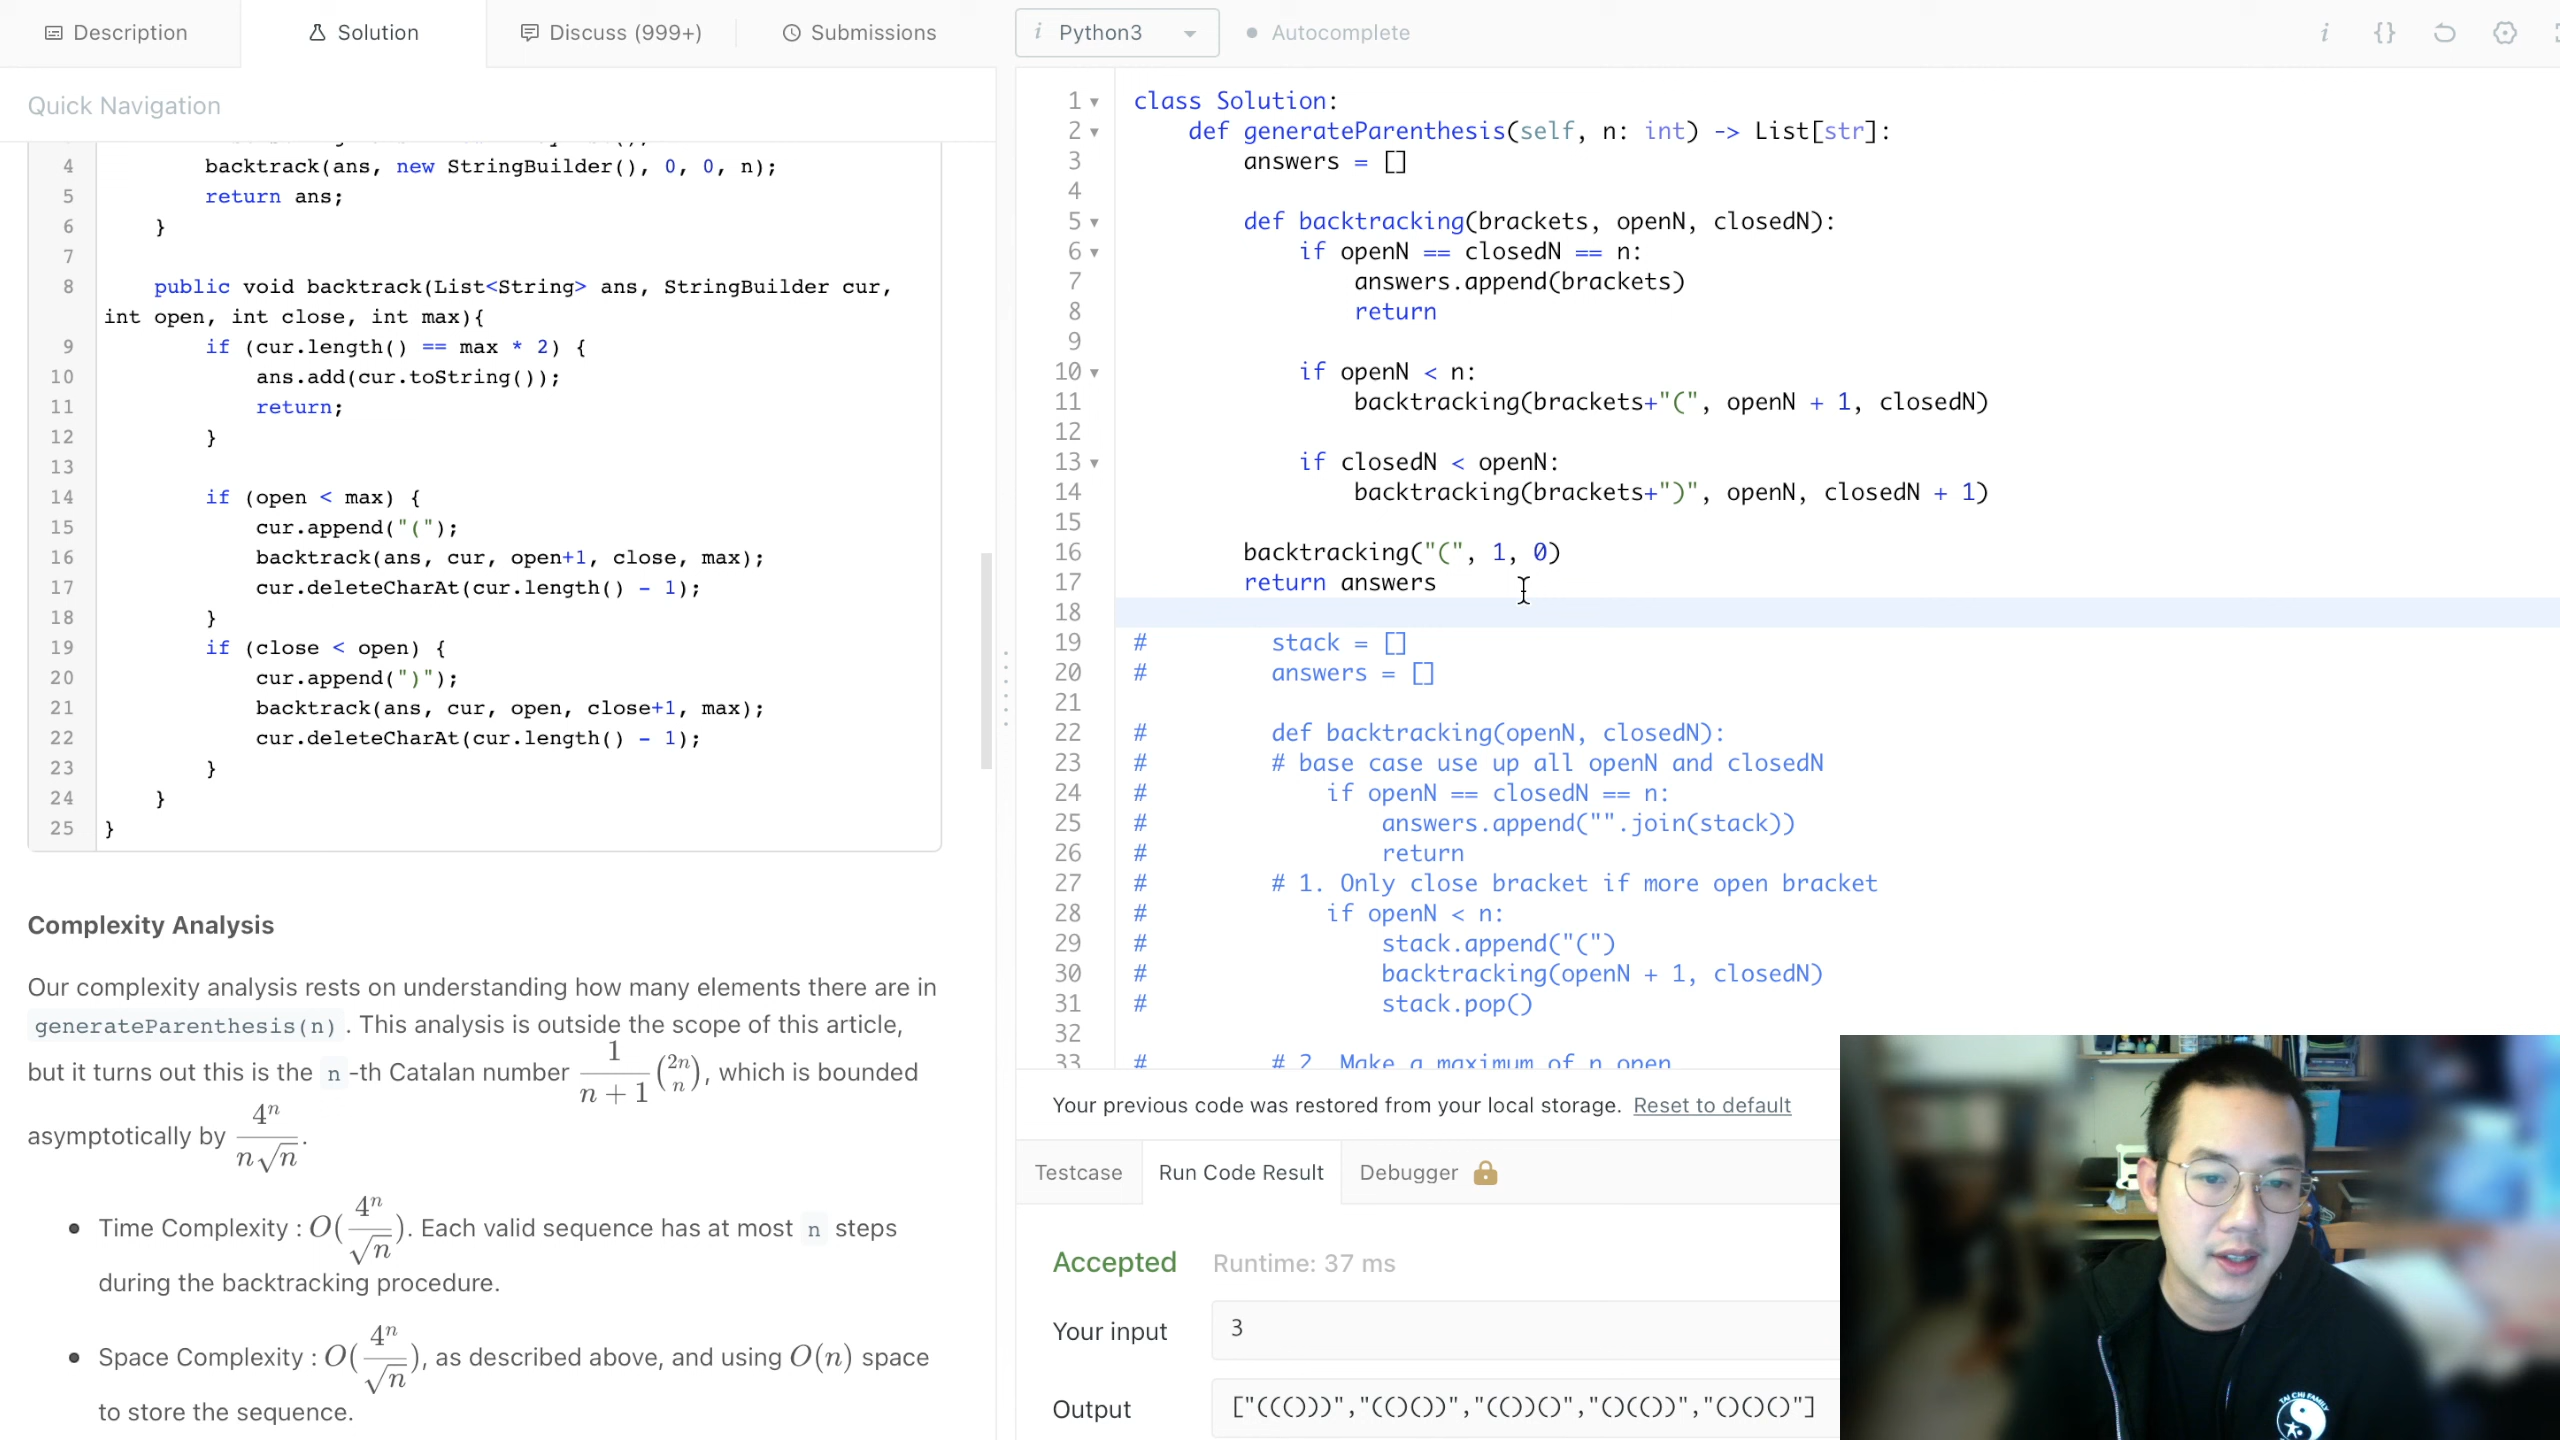 Description
Solution
Discuss (999+)
Submissions
i Python3
Autocomplete
i {}
Quick Navigation
4 backtrack(ans, new StringBuilder(), 0, 0, n);
5 return ans;
6 }
7
8 public void backtrack(List<String> ans, StringBuilder cur,
int open, int close, int max){
9 if (cur.length() == max * 2) {
10 ans.add(cur.toString());
11 return;
12 }
13
14 if (open < max) {
15 cur.append("(");
16 backtrack(ans, cur, open+1, close, max);
17 cur.deleteCharAt(cur.length() - 1);
18 }
19 if (close < open) {
20 cur.append(")");
21 backtrack(ans, cur, open, close+1, max);
22 cur.deleteCharAt(cur.length() - 1);
23 }
24 }
25 }
Complexity Analysis
Our complexity analysis rests on understanding how many elements there are in
generateParenthesis(n) . This analysis is outside the scope of this article,
but it turns out this is the n -th Catalan number 1/(n + 1) (2n n), which is bounded
asymptotically by 4^n/(n√n).
• Time Complexity : O(4^n/√n). Each valid sequence has at most n steps
during the backtracking procedure.
• Space Complexity : O(4^n/√n), as described above, and using O(n) space
to store the sequence.
1 class Solution:
2 def generateParenthesis(self, n: int) -> List[str]:
3 answers = []
4
5 def backtracking(brackets, openN, closedN):
6 if openN == closedN == n:
7 answers.append(brackets)
8 return
9
10 if openN < n:
11 backtracking(brackets+"(", openN + 1, closedN)
12
13 if closedN < openN:
14 backtracking(brackets+")", openN, closedN + 1)
15
16 backtracking("(", 1, 0)
17 return answers
18
19 # stack = []
20 # answers = []
21
22 # def backtracking(openN, closedN):
23 # # base case use up all openN and closedN
24 # if openN == closedN == n:
25 # answers.append("".join(stack))
26 # return
27 # # 1. Only close bracket if more open bracket
28 # if openN < n:
29 # stack.append("(")
30 # backtracking(openN + 1, closedN)
31 # stack.pop()
32
33 # # 2. Make a maximum of n open
Your previous code was restored from your local storage. Reset to default
Testcase
Run Code Result
Debugger
Accepted Runtime: 37 ms
Your input 3
Output ["((()))","(()())","(())()","()(())","()()()"]
TAI CHI FAMILY